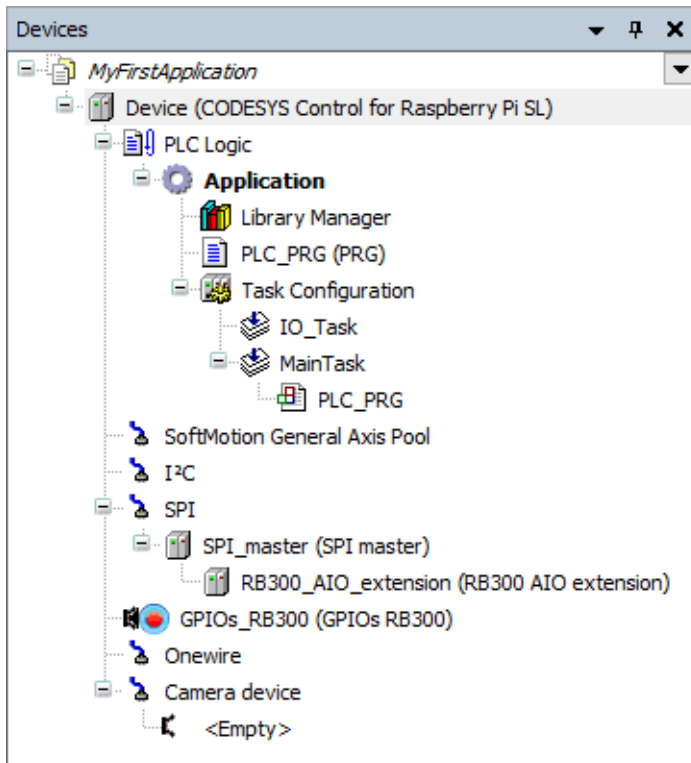 Devices
MyFirstApplication
Device (CODESYS Control for Raspberry Pi SL)
PLC Logic
Application
Library Manager
PLC_PRG (PRG)
Task Configuration
IO_Task
MainTask
PLC_PRG
SoftMotion General Axis Pool
I²C
SPI
SPI_master (SPI master)
RB300_AIO_extension (RB300 AIO extension)
GPIOs_RB300 (GPIOs RB300)
Onewire
Camera device
<Empty>